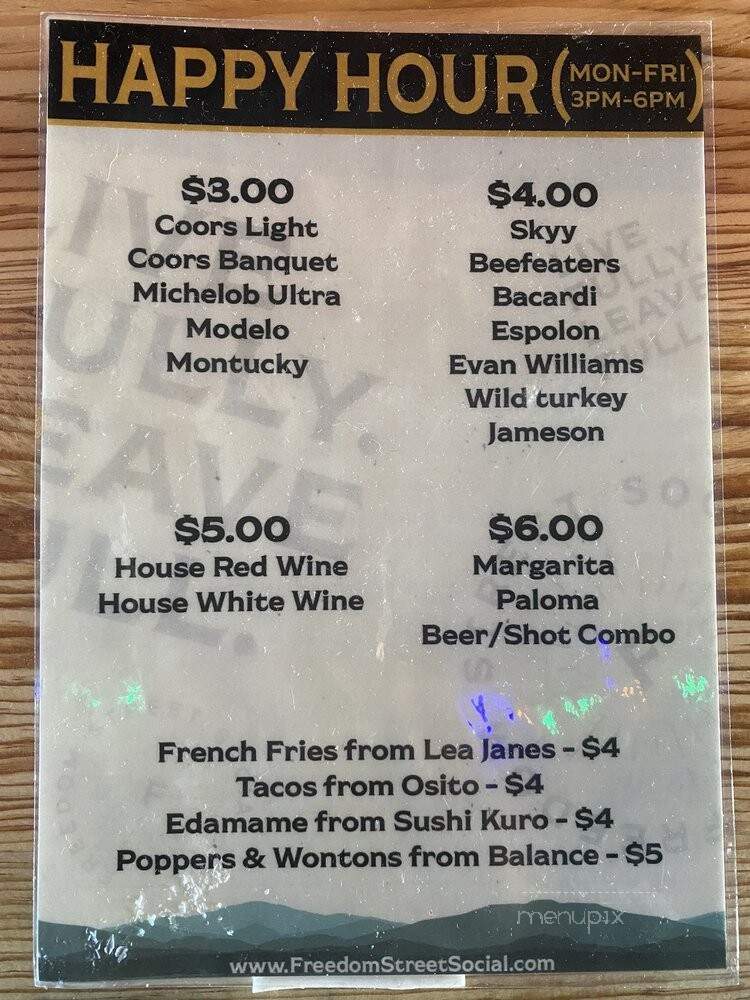 HAPPY HOUR (MON-FRI 3PM-6PM)
$3.00
Coors Light
Coors Banquet
Michelob Ultra
Modelo
Montucky
$4.00
Skyy
Beefeaters
Bacardi
Espolon
Evan Williams
Wild turkey
Jameson
$5.00
House Red Wine
House White Wine
$6.00
Margarita
Paloma
Beer/Shot Combo
French Fries from Lea Janes - $4
Tacos from Osito - $4
Edamame from Sushi Kuro - $4
Poppers & Wontons from Balance - $5
menupix
www.FreedomStreetSocial.com